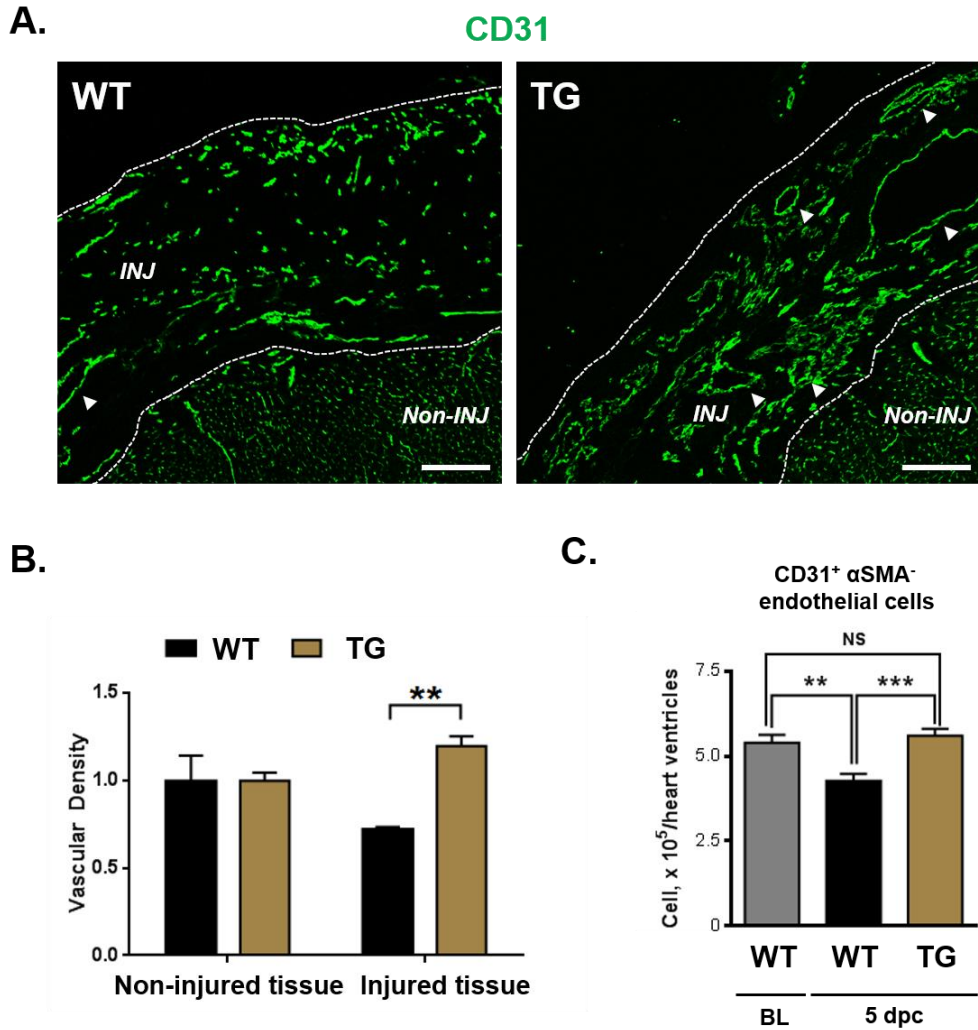 A.
CD31
WT
TG
INJ
Non-INJ
INJ
Non-INJ
B.
WT TG
Vascular Density
1.5
1.0
0.5
0.0
**
Non-injured tissue Injured tissue
C.
CD31⁺ αSMA⁻
endothelial cells
Cell, x 10⁵/heart ventricles
7.5
5.0
2.5
0
NS
** ***
WT WT TG
BL 5 dpc